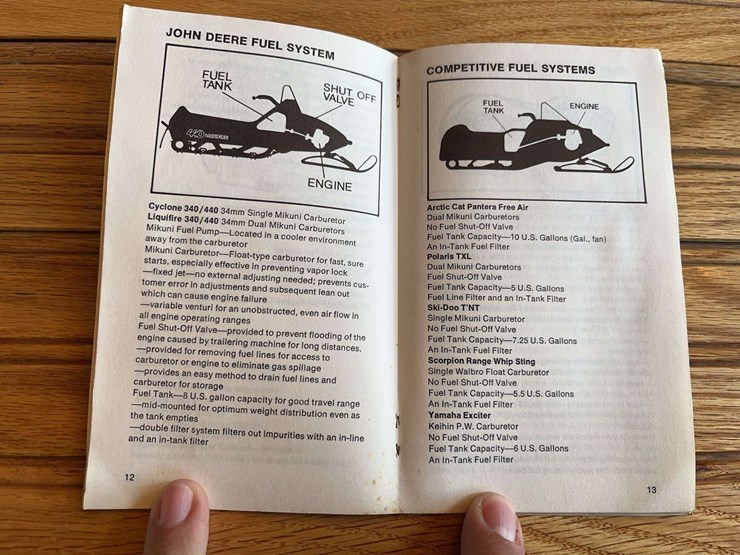 JOHN DEERE FUEL SYSTEM
FUEL
TANK
SHUT OFF
VALVE
440 LIQUIFIRE
ENGINE
Cyclone 340/440 34mm Single Mikuni Carburetor
Liquifire 340/440 34mm Dual Mikuni Carburetors
Mikuni Fuel Pump—Located in a cooler environment
away from the carburetor
Mikuni Carburetor—Float-type carburetor for fast, sure
starts, especially effective in preventing vapor lock
—fixed jet—no external adjusting needed; prevents cus-
tomer error in adjustments and subsequent lean out
which can cause engine failure
—variable venturi for an unobstructed, even air flow in
all engine operating ranges
Fuel Shut-Off Valve—provided to prevent flooding of the
engine caused by trailering machine for long distances.
—provided for removing fuel lines for access to
carburetor or engine to eliminate gas spillage
—provides an easy method to drain fuel lines and
carburetor for storage
Fuel Tank—8 U.S. gallon capacity for good travel range
—mid-mounted for optimum weight distribution even as
the tank empties
—double filter system filters out impurities with an in-line
and an in-tank filter
12
COMPETITIVE FUEL SYSTEMS
FUEL
TANK
ENGINE
Arctic Cat Pantera Free Air
Dual Mikuni Carburetors
No Fuel Shut-Off Valve
Fuel Tank Capacity—10 U.S. Gallons (Gal., fan)
An In-Tank Fuel Filter
Polaris TXL
Dual Mikuni Carburetors
Fuel Shut-Off Valve
Fuel Tank Capacity—5 U.S. Gallons
Fuel Line Filter and an In-Tank Filter
Ski-Doo T'NT
Single Mikuni Carburetor
No Fuel Shut-Off Valve
Fuel Tank Capacity—7.25 U.S. Gallons
An In-Tank Fuel Filter
Scorpion Range Whip Sting
Single Walbro Float Carburetor
No Fuel Shut-Off Valve
Fuel Tank Capacity—5.5 U.S. Gallons
An In-Tank Fuel Filter
Yamaha Exciter
Keihin P.W. Carburetor
No Fuel Shut-Off Valve
Fuel Tank Capacity—6 U.S. Gallons
An In-Tank Fuel Filter
13